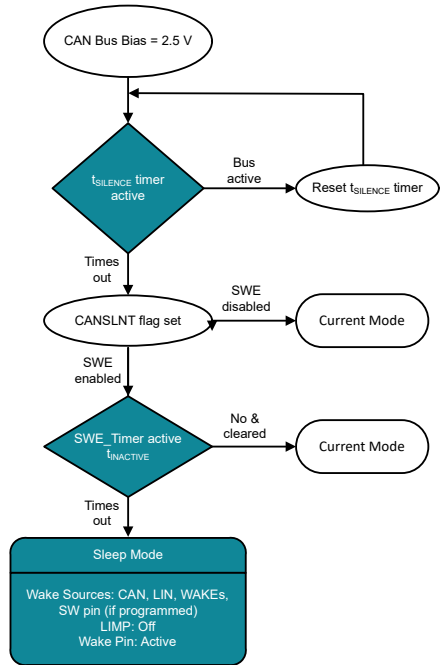 CAN Bus Bias = 2.5 V
tSILENCE timer
active
Bus
active
Reset tSILENCE timer
Times
out
CANSLNT flag set
SWE
disabled
Current Mode
SWE
enabled
SWE_Timer active
tINACTIVE
No &
cleared
Current Mode
Times
out
Sleep Mode
Wake Sources: CAN, LIN, WAKEs,
SW pin (if programmed)
LIMP: Off
Wake Pin: Active